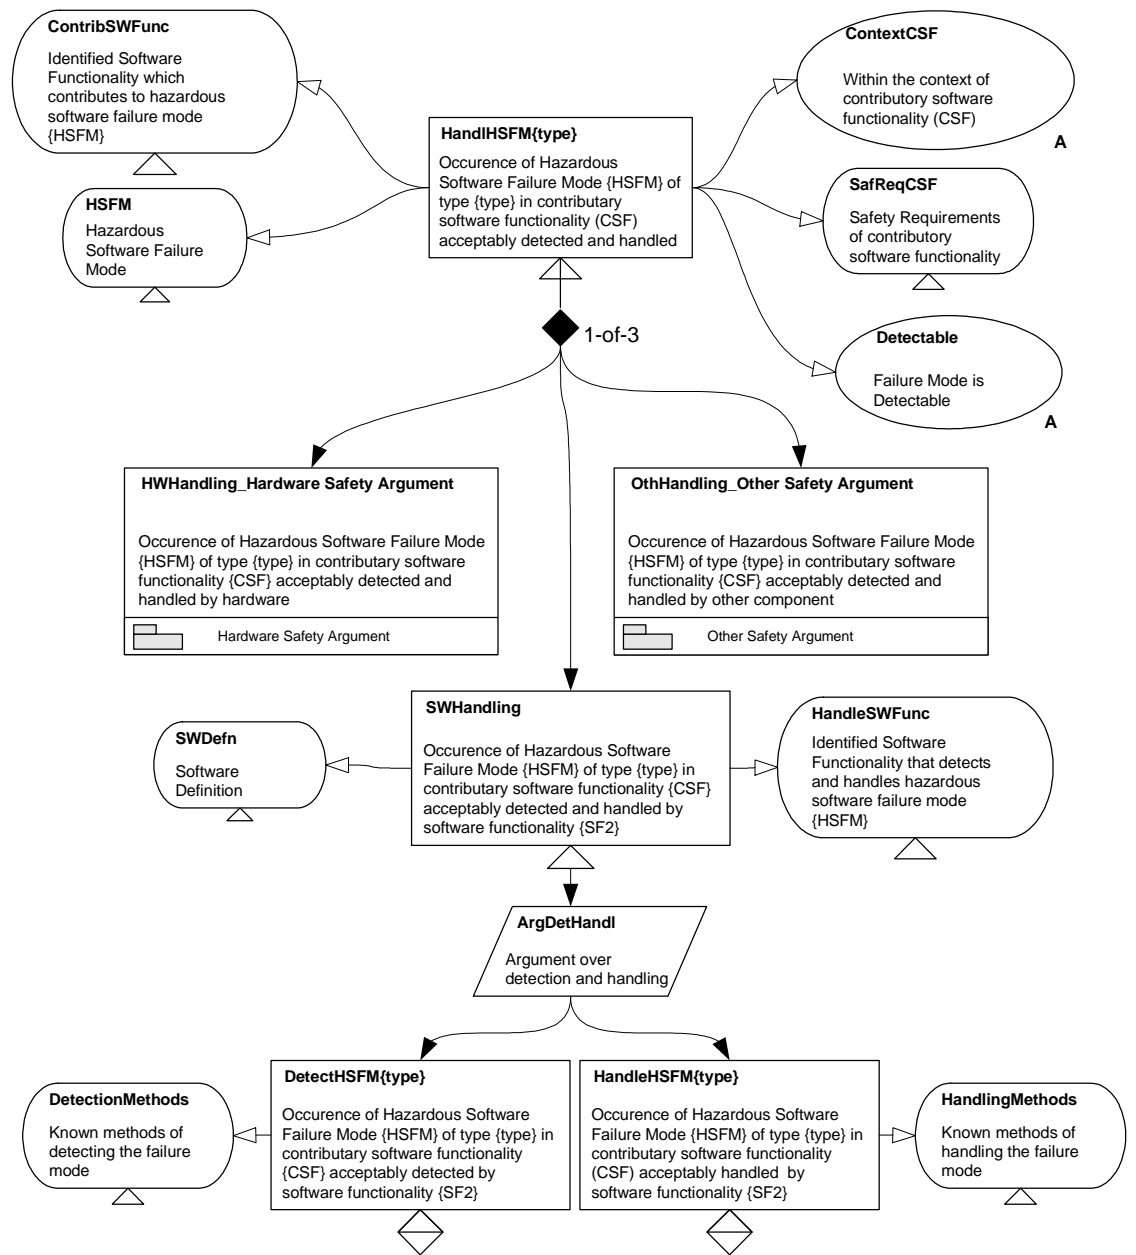 ContribSWFunc
Identified Software
Functionality which
contributes to hazardous
software failure mode
{HSFM}
HSFM
Hazardous
Software Failure
Mode
HandlHSFM{type}
Occurence of Hazardous
Software Failure Mode {HSFM} of
type {type} in contributary
software functionality (CSF)
acceptably detected and handled
ContextCSF
Within the context of
contributory software
functionality (CSF)
A
SafReqCSF
Safety Requirements
of contributory
software functionality
Detectable
Failure Mode is
Detectable
A
1-of-3
HWHandling_Hardware Safety Argument
Occurence of Hazardous Software Failure Mode
{HSFM} of type {type} in contributary software
functionality {CSF} acceptably detected and
handled by hardware
Hardware Safety Argument
OthHandling_Other Safety Argument
Occurence of Hazardous Software Failure Mode
{HSFM} of type {type} in contributary software
functionality {CSF} acceptably detected and
handled by other component
Other Safety Argument
SWDefn
Software
Definition
SWHandling
Occurence of Hazardous Software
Failure Mode {HSFM} of type {type} in
contributary software functionality {CSF}
acceptably detected and handled by
software functionality {SF2}
HandleSWFunc
Identified Software
Functionality that detects
and handles hazardous
software failure mode
{HSFM}
ArgDetHandl
Argument over
detection and handling
DetectionMethods
Known methods of
detecting the failure
mode
DetectHSFM{type}
Occurence of Hazardous Software
Failure Mode {HSFM} of type {type} in
contributary software functionality
{CSF} acceptably detected by
software functionality {SF2}
HandleHSFM{type}
Occurence of Hazardous Software
Failure Mode {HSFM} of type {type} in
contributary software functionality
(CSF) acceptably handled by
software functionality {SF2}
HandlingMethods
Known methods of
handling the failure
mode